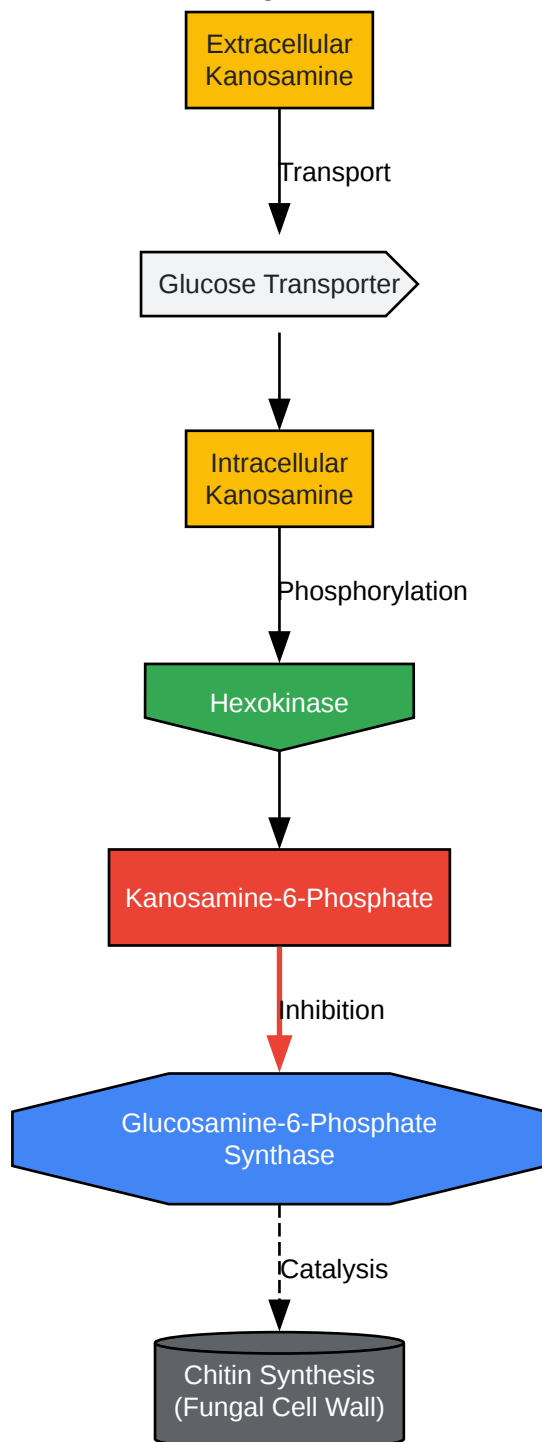 Extracellular
Kanosamine
Transport
Glucose Transporter
Intracellular
Kanosamine
Phosphorylation
Hexokinase
Kanosamine-6-Phosphate
Inhibition
Glucosamine-6-Phosphate
Synthase
Catalysis
Chitin Synthesis
(Fungal Cell Wall)